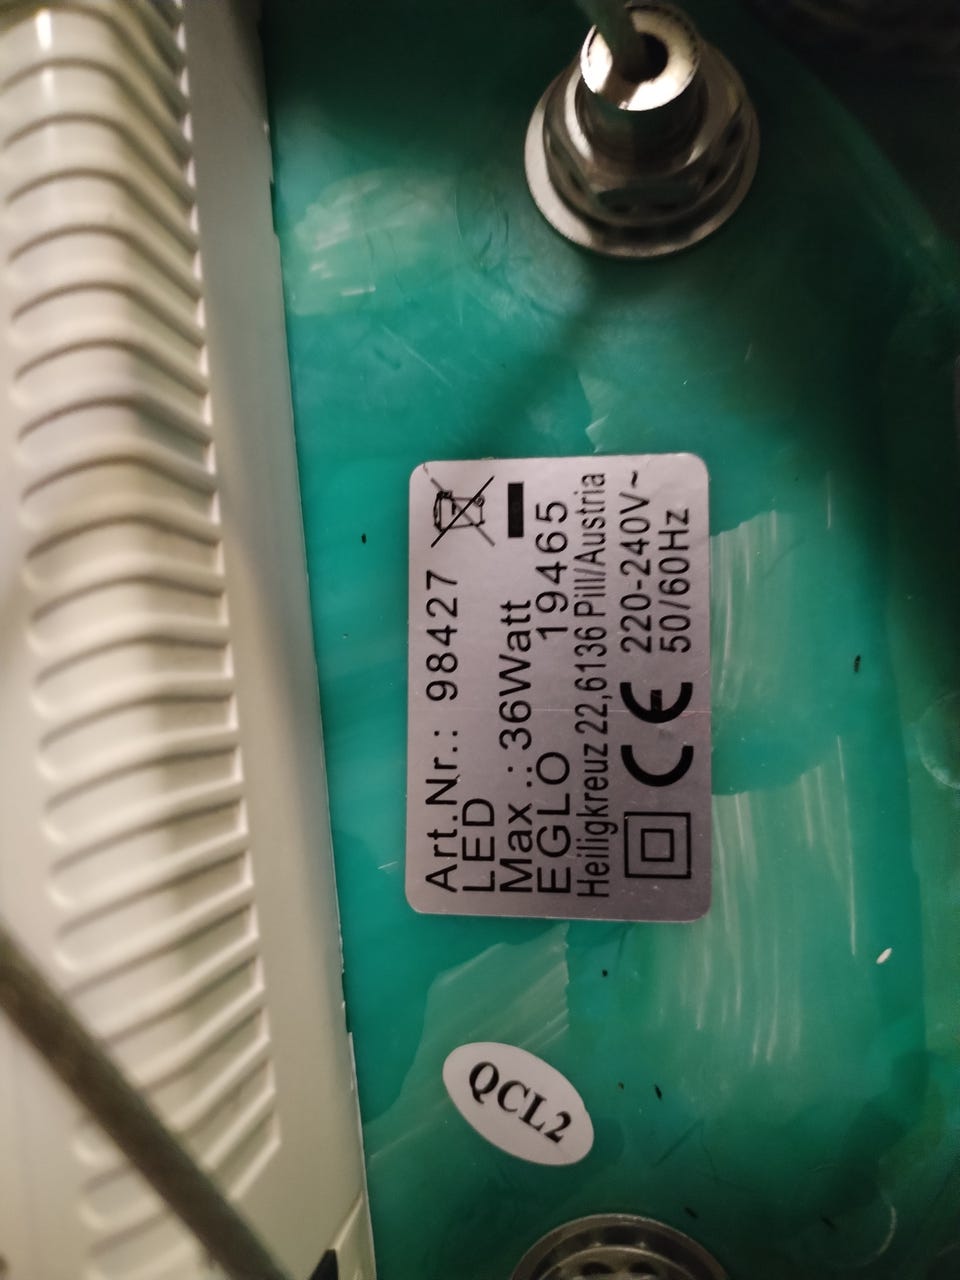 Art.Nr.: 98427
LED
Max .: 36Watt
EGLO 19465
Heiligkreuz 22,6136 Pill/Austria
CE 220-240V~
50/60Hz
QCL2